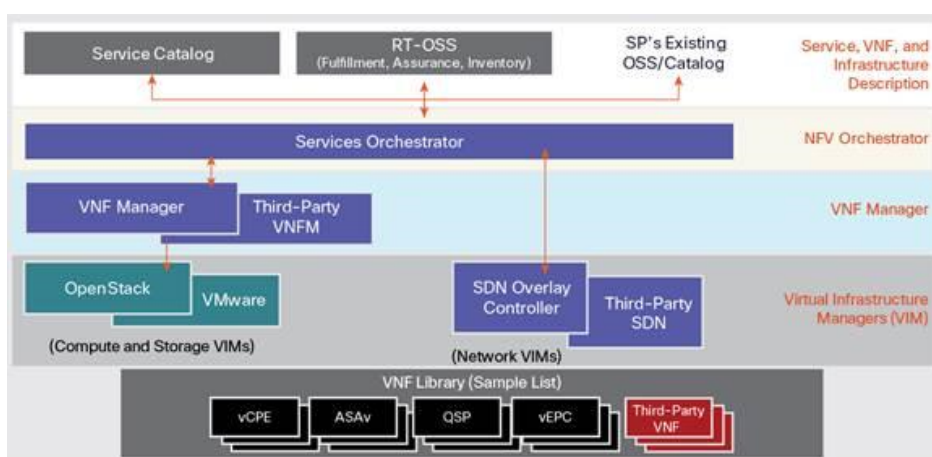 Service Catalog
RT-OSS
(Fulfillment, Assurance, Inventory)
SP's Existing
OSS/Catalog
Service, VNF, and
Infrastructure
Description
Services Orchestrator
NFV Orchestrator
VNF Manager
Third-Party
VNFM
VNF Manager
OpenStack
VMware
(Compute and Storage VIMs)
SDN Overlay
Controller
Third-Party
SDN
(Network VIMs)
Virtual Infrastructure
Managers (VIM)
VNF Library (Sample List)
vCPE
ASAv
QSP
vEPC
Third-Party
VNF